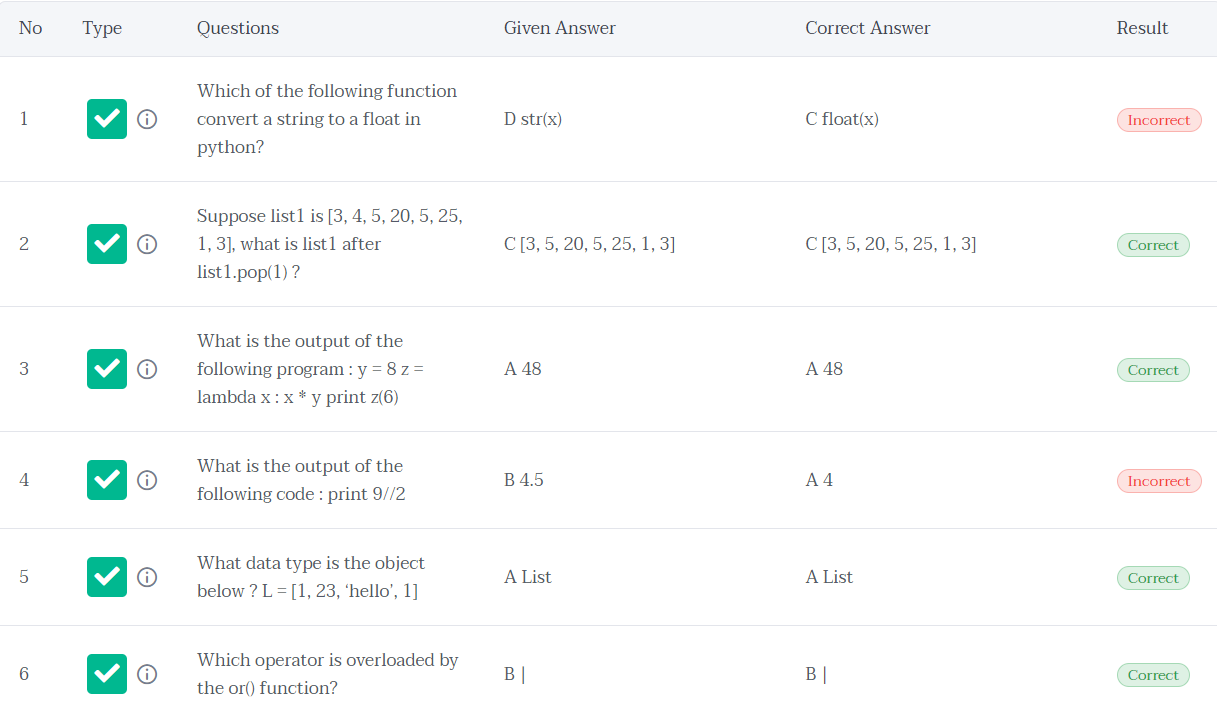 No Type Questions Given Answer Correct Answer Result
Which of the following function
1 convert a string to a float in D str(x) C float(x) Incorrect
python?
Suppose list1 is [3, 4, 5, 20, 5, 25,
2 1, 3], what is list1 after C [3, 5, 20, 5, 25, 1, 3] C [3, 5, 20, 5, 25, 1, 3] Correct
list1.pop(1) ?
What is the output of the
3 following program : y = 8 z = A 48 A 48 Correct
lambda x : x * y print z(6)
What is the output of the
4 B 4.5 A 4 Incorrect
following code : print 9//2
What data type is the object
5 A List A List Correct
below ? L = [1, 23, ‘hello’, 1]
Which operator is overloaded by
6 B | B | Correct
the or() function?